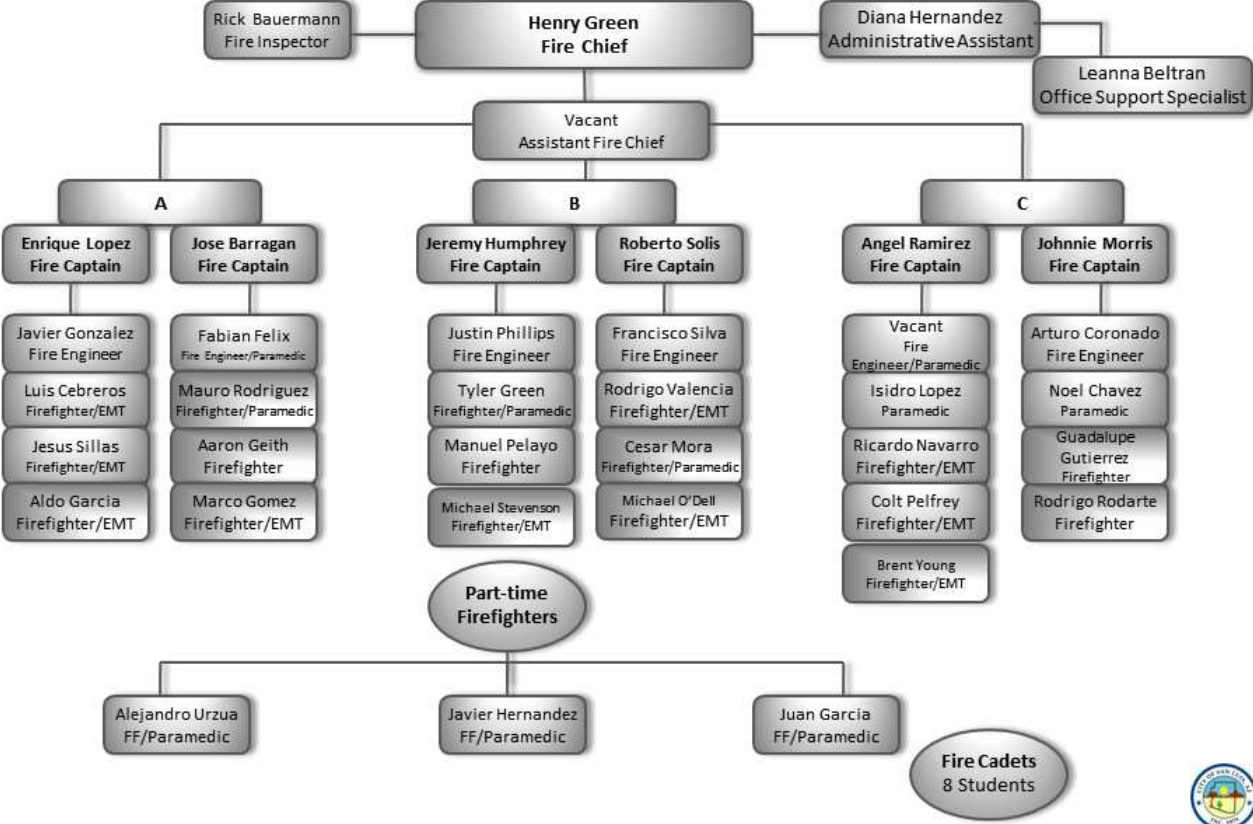 Rick Bauermann
Fire Inspector
Henry Green
Fire Chief
Diana Hernandez
Administrative Assistant
Leanna Beltran
Office Support Specialist
Vacant
Assistant Fire Chief
A
B
C
Enrique Lopez
Fire Captain
Jose Barragan
Fire Captain
Jeremy Humphrey
Fire Captain
Roberto Solis
Fire Captain
Angel Ramirez
Fire Captain
Johnnie Morris
Fire Captain
Javier Gonzalez
Fire Engineer
Luis Cebreros
Firefighter/EMT
Jesus Sillas
Firefighter/EMT
Aldo Garcia
Firefighter/EMT
Fabian Felix
Fire Engineer/Paramedic
Mauro Rodriguez
Firefighter/Paramedic
Aaron Geith
Firefighter
Marco Gomez
Firefighter/EMT
Justin Phillips
Fire Engineer
Tyler Green
Firefighter/Paramedic
Manuel Pelayo
Firefighter
Michael Stevenson
Firefighter/EMT
Francisco Silva
Fire Engineer
Rodrigo Valencia
Firefighter/EMT
Cesar Mora
Firefighter/Paramedic
Michael O’Dell
Firefighter/EMT
Vacant
Fire
Engineer/Paramedic
Isidro Lopez
Paramedic
Ricardo Navarro
Firefighter/EMT
Colt Pelfrey
Firefighter/EMT
Brent Young
Firefighter/EMT
Arturo Coronado
Fire Engineer
Noel Chavez
Paramedic
Guadalupe
Gutierrez
Firefighter
Rodrigo Rodarte
Firefighter
Part-time
Firefighters
Alejandro Urzua
FF/Paramedic
Javier Hernandez
FF/Paramedic
Juan Garcia
FF/Paramedic
Fire Cadets
8 Students
CITY OF SAN LUIS, AZ